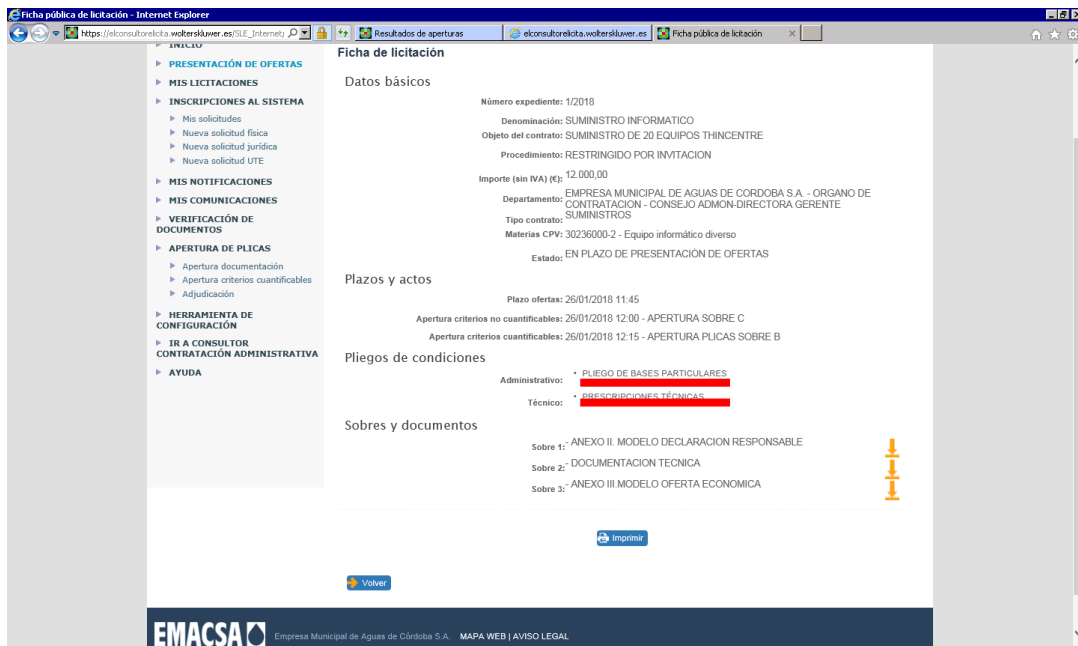 Ficha pública de licitación - Internet Explorer
https://elconsultorelicita.wolterskluwer.es/SLE_Internet/
Resultados de aperturas
elconsultorelicita.wolterskluwer.es
Ficha pública de licitación
INICIO
PRESENTACIÓN DE OFERTAS
MIS LICITACIONES
INSCRIPCIONES AL SISTEMA
Mis solicitudes
Nueva solicitud física
Nueva solicitud jurídica
Nueva solicitud UTE
MIS NOTIFICACIONES
MIS COMUNICACIONES
VERIFICACIÓN DE
DOCUMENTOS
APERTURA DE PLICAS
Apertura documentación
Apertura criterios cuantificables
Adjudicación
HERRAMIENTA DE
CONFIGURACIÓN
IR A CONSULTOR
CONTRATACIÓN ADMINISTRATIVA
AYUDA
Ficha de licitación
Datos básicos
Número expediente: 1/2018
Denominación: SUMINISTRO INFORMATICO
Objeto del contrato: SUMINISTRO DE 20 EQUIPOS THINCENTRE
Procedimiento: RESTRINGIDO POR INVITACION
Importe (sin IVA) (€): 12.000,00
Departamento: EMPRESA MUNICIPAL DE AGUAS DE CORDOBA S.A. - ORGANO DE
CONTRATACION - CONSEJO ADMON-DIRECTORA GERENTE
Tipo contrato: SUMINISTROS
Materias CPV: 30236000-2 - Equipo informático diverso
Estado: EN PLAZO DE PRESENTACIÓN DE OFERTAS
Plazos y actos
Plazo ofertas: 26/01/2018 11:45
Apertura criterios no cuantificables: 26/01/2018 12:00 - APERTURA SOBRE C
Apertura criterios cuantificables: 26/01/2018 12:15 - APERTURA PLICAS SOBRE B
Pliegos de condiciones
Administrativo: • PLIEGO DE BASES PARTICULARES
Técnico: • PRESCRIPCIONES TÉCNICAS
Sobres y documentos
Sobre 1: - ANEXO II. MODELO DECLARACION RESPONSABLE
Sobre 2: - DOCUMENTACION TECNICA
Sobre 3: - ANEXO III.MODELO OFERTA ECONOMICA
Imprimir
Volver
EMACSA Empresa Municipal de Aguas de Córdoba S.A. MAPA WEB | AVISO LEGAL